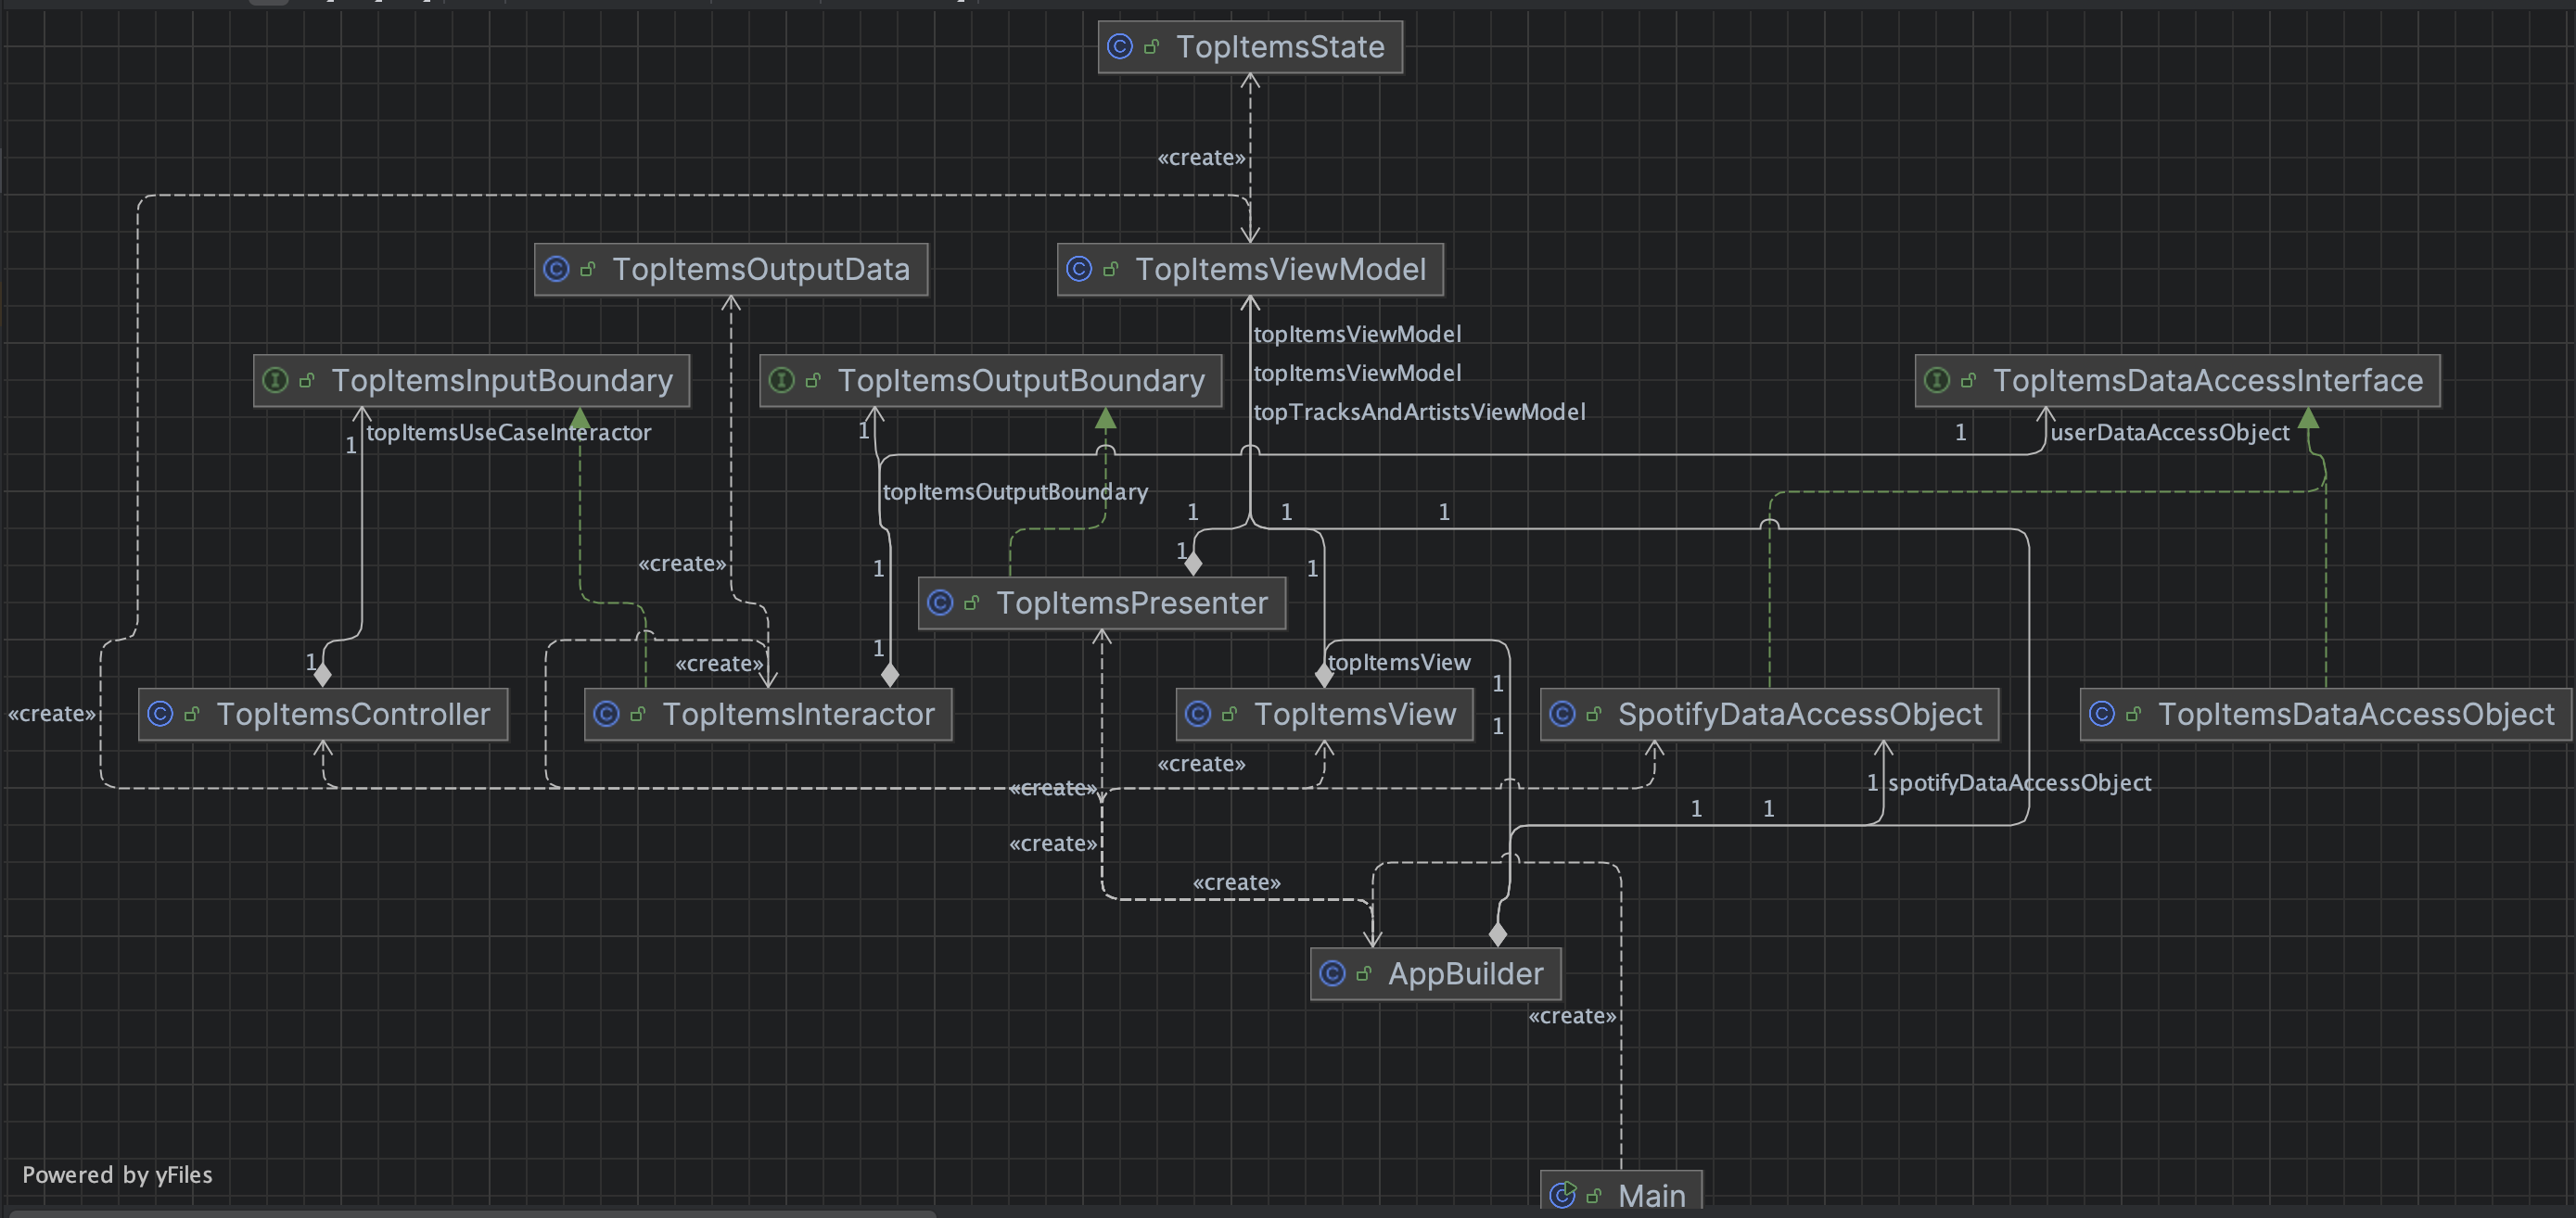 TopItemsState
«create»
TopItemsOutputData
TopItemsViewModel
topItemsViewModel
topItemsViewModel
topTracksAndArtistsViewModel
TopItemsInputBoundary
TopItemsOutputBoundary
TopItemsDataAccessInterface
1
topItemsUseCaseInteractor
1
1
userDataAccessObject
topItemsOutputBoundary
1
1
1
«create»
1
1
1
TopItemsPresenter
1
«create»
1
topItemsView
1
«create»
TopItemsController
TopItemsInteractor
TopItemsView
SpotifyDataAccessObject
TopItemsDataAccessObject
1
«create»
«create»
1
spotifyDataAccessObject
1
1
«create»
«create»
AppBuilder
«create»
Powered by yFiles
Main